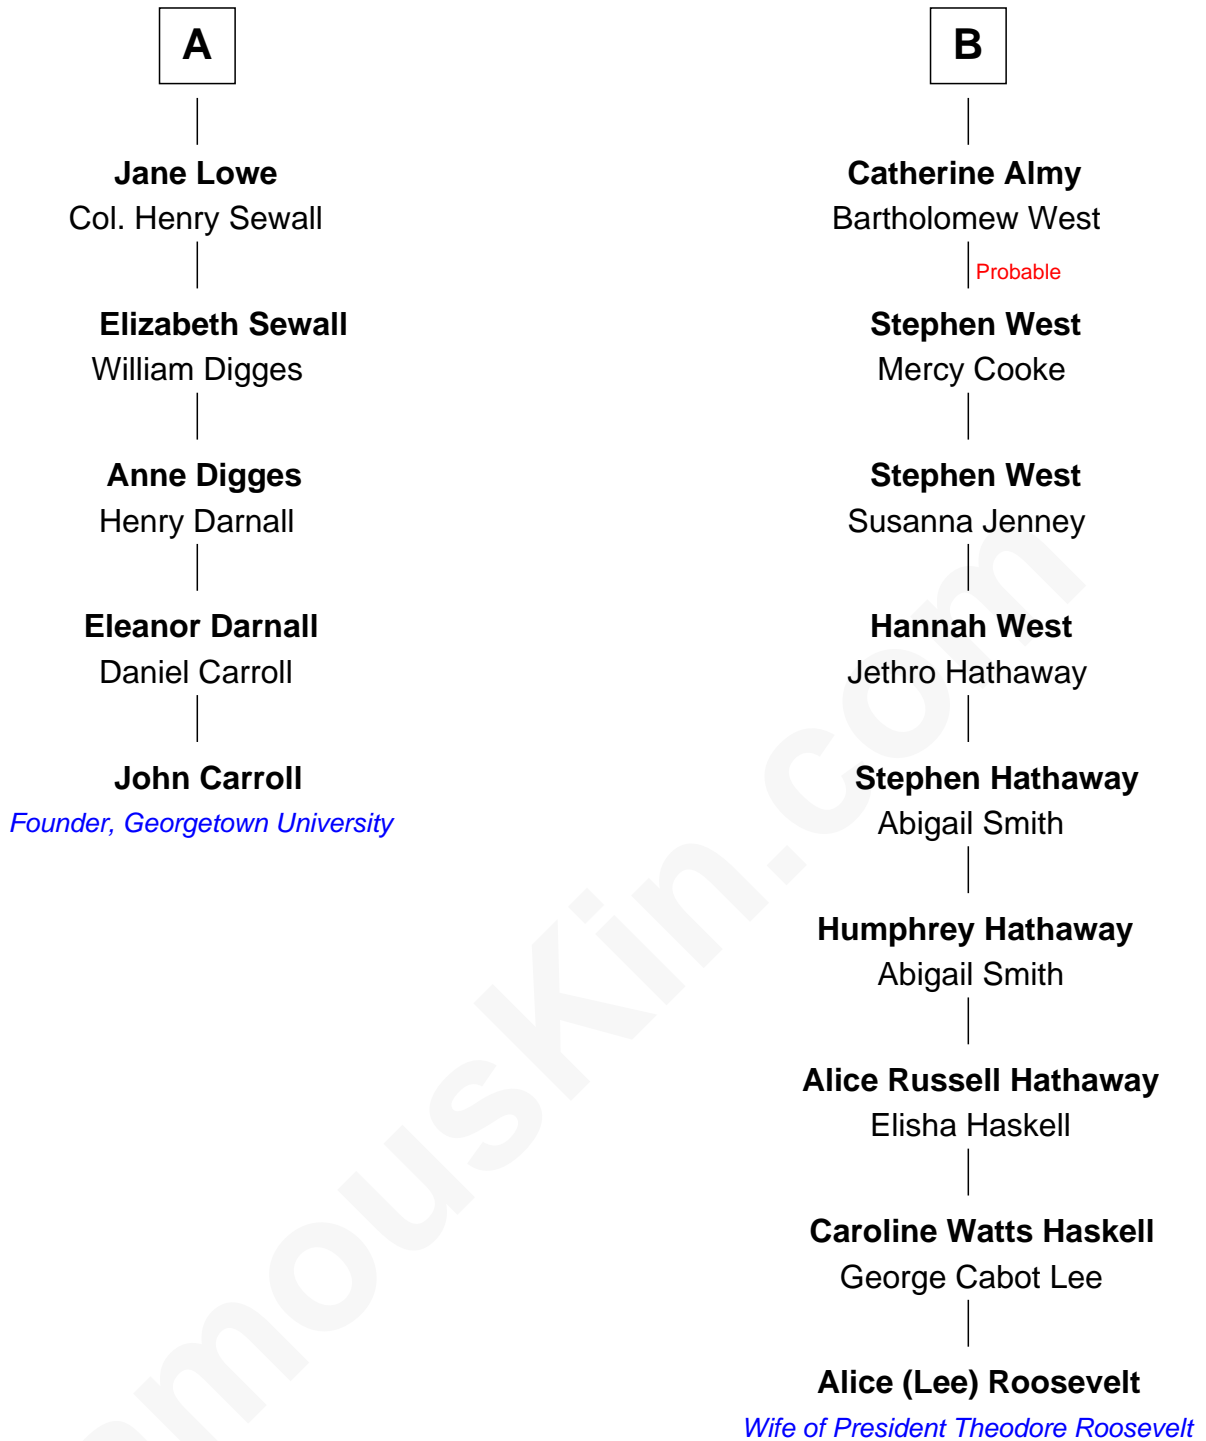 A
Jane Lowe
Col. Henry Sewall
Elizabeth Sewall
William Digges
Anne Digges
Henry Darnall
Eleanor Darnall
Daniel Carroll
John Carroll
Founder, Georgetown University
B
Catherine Almy
Bartholomew West
Probable
Stephen West
Mercy Cooke
Stephen West
Susanna Jenney
Hannah West
Jethro Hathaway
Stephen Hathaway
Abigail Smith
Humphrey Hathaway
Abigail Smith
Alice Russell Hathaway
Elisha Haskell
Caroline Watts Haskell
George Cabot Lee
Alice (Lee) Roosevelt
Wife of President Theodore Roosevelt
amouskin.com